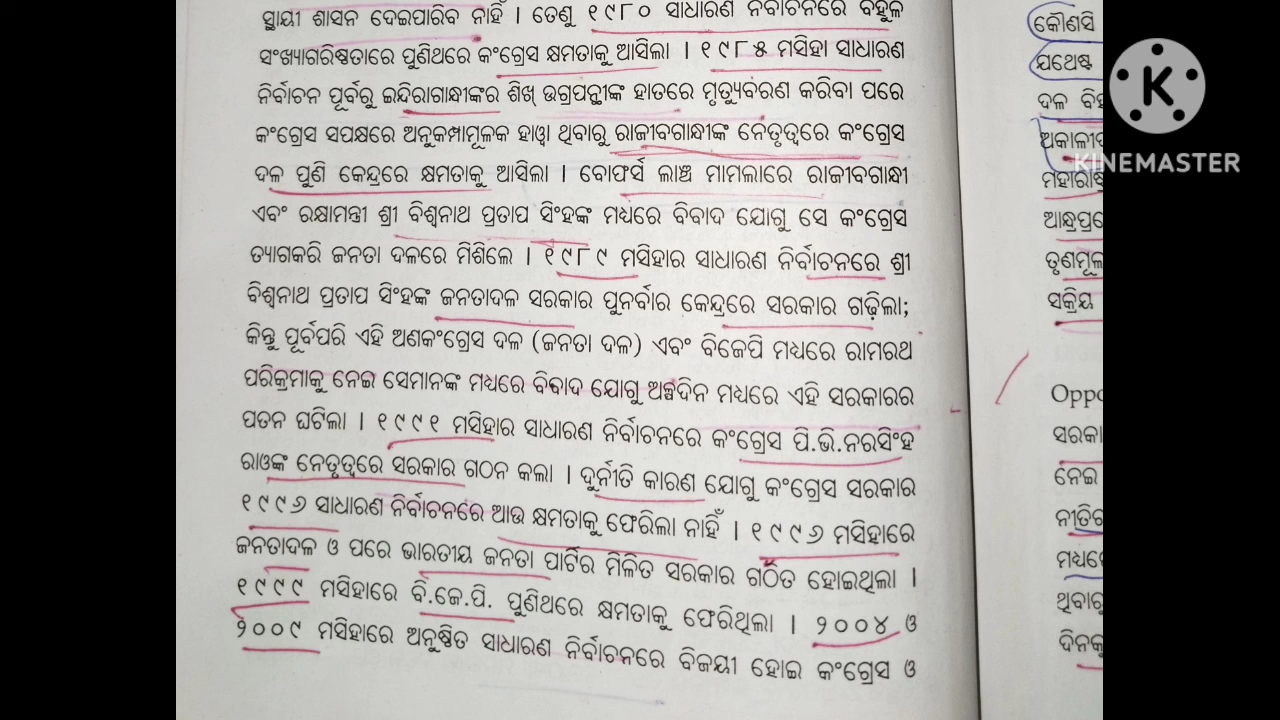 ସ୍ଥାୟୀ ଶାସନ ଦେଇପାରିବ ନାହିଁ । ତେଣୁ ୧୯୮୦ ସାଧାରଣ ନିର୍ବାଚନରେ ବହୁଳ
ସଂଖ୍ୟାଗରିଷ୍ଠତାରେ ପୁଣିଥରେ କଂଗ୍ରେସ କ୍ଷମତାକୁ ଆସିଲା । ୧୯୮୫ ମସିହା ସାଧାରଣ
ନିର୍ବାଚନ ପୂର୍ବରୁ ଇନ୍ଦିରାଗାନ୍ଧୀଙ୍କର ଶିଖ୍ ଉଗ୍ରପନ୍ଥୀଙ୍କ ହାତରେ ମୃତ୍ୟୁବରଣ କରିବା ପରେ
କଂଗ୍ରେସ ସପକ୍ଷରେ ଅନୁକମ୍ପାମୂଳକ ହାୱା ଥିବାରୁ ରାଜୀବଗାନ୍ଧୀଙ୍କ ନେତୃତ୍ୱରେ କଂଗ୍ରେସ
ଦଳ ପୁଣି କେନ୍ଦ୍ରରେ କ୍ଷମତାକୁ ଆସିଲା । ବୋଫର୍ସ ଲାଞ୍ଚ ମାମଲାରେ ରାଜୀବଗାନ୍ଧୀ
ଏବଂ ରକ୍ଷାମନ୍ତ୍ରୀ ଶ୍ରୀ ବିଶ୍ୱନାଥ ପ୍ରତାପ ସିଂହଙ୍କ ମଧ୍ୟରେ ବିବାଦ ଯୋଗୁ ସେ କଂଗ୍ରେସ
ତ୍ୟାଗକରି ଜନତା ଦଳରେ ମିଶିଲେ । ୧୯୮୯ ମସିହାର ସାଧାରଣ ନିର୍ବାଚନରେ ଶ୍ରୀ
ବିଶ୍ୱନାଥ ପ୍ରତାପ ସିଂହଙ୍କ ଜନତାଦଳ ସରକାର ପୁନର୍ବାର କେନ୍ଦ୍ରରେ ସରକାର ଗଢ଼ିଲା;
କିନ୍ତୁ ପୂର୍ବପରି ଏହି ଅଣକଂଗ୍ରେସ ଦଳ (ଜନତା ଦଳ) ଏବଂ ବିଜେପି ମଧ୍ୟରେ ରାମରଥ
ପରିକ୍ରମାକୁ ନେଇ ସେମାନଙ୍କ ମଧ୍ୟରେ ବିବାଦ ଯୋଗୁ ଅଳ୍ପଦିନ ମଧ୍ୟରେ ଏହି ସରକାରର
ପତନ ଘଟିଲା । ୧୯୯୧ ମସିହାର ସାଧାରଣ ନିର୍ବାଚନରେ କଂଗ୍ରେସ ପି.ଭି.ନରସିଂହ
ରାଓଙ୍କ ନେତୃତ୍ୱରେ ସରକାର ଗଠନ କଲା । ଦୁର୍ନୀତି କାରଣ ଯୋଗୁ କଂଗ୍ରେସ ସରକାର
୧୯୯୬ ସାଧାରଣ ନିର୍ବାଚନରେ ଆଉ କ୍ଷମତାକୁ ଫେରିଲା ନାହିଁ । ୧୯୯୬ ମସିହାରେ
ଜନତାଦଳ ଓ ପରେ ଭାରତୀୟ ଜନତା ପାର୍ଟିର ମିଳିତ ସରକାର ଗଠିତ ହୋଇଥିଲା ।
୧୯୯୯ ମସିହାରେ ବି.ଜେ.ପି. ପୁଣିଥରେ କ୍ଷମତାକୁ ଫେରିଥିଲା । ୨୦୦୪ ଓ
୨୦୦୯ ମସିହାରେ ଅନୁଷ୍ଠିତ ସାଧାରଣ ନିର୍ବାଚନରେ ବିଜୟୀ ହୋଇ କଂଗ୍ରେସ ଓ
କୌଣସି
ଯଥେଷ୍ଟ
ଦଳ
ସକ୍ରିୟ
ନେଇ
K
KINEMASTER